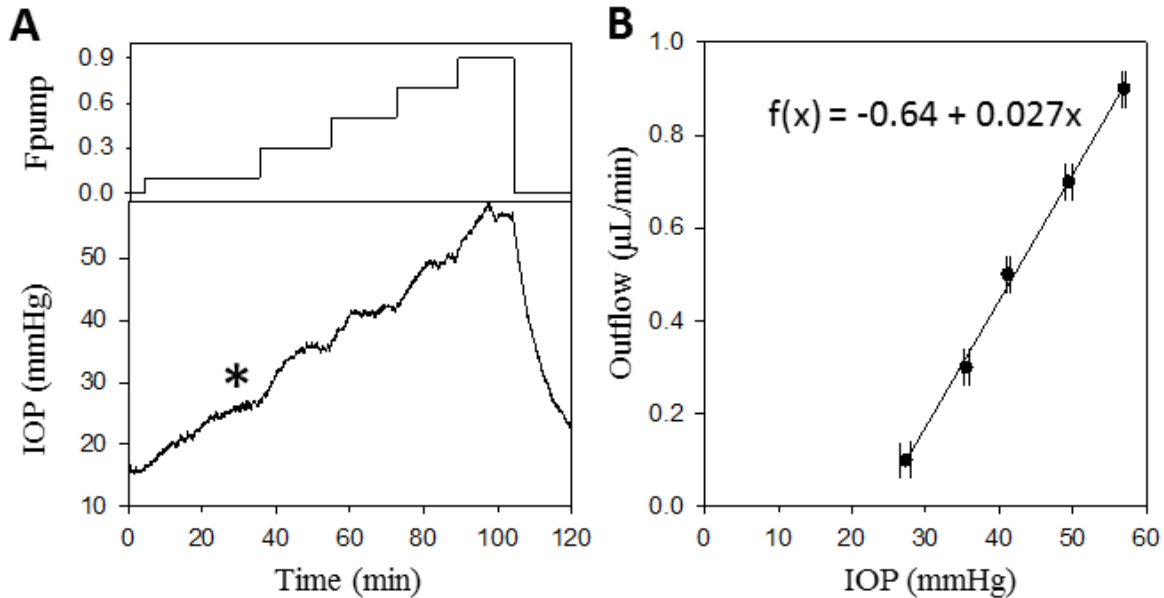 A
Fpump
0.9
0.6
0.3
0.0
IOP (mmHg)
50
40
30
20
10
*
0 20 40 60 80 100 120
Time (min)
B
Outflow (μL/min)
1.0
0.8
0.6
0.4
0.2
0.0
f(x) = -0.64 + 0.027x
0 10 20 30 40 50 60
IOP (mmHg)